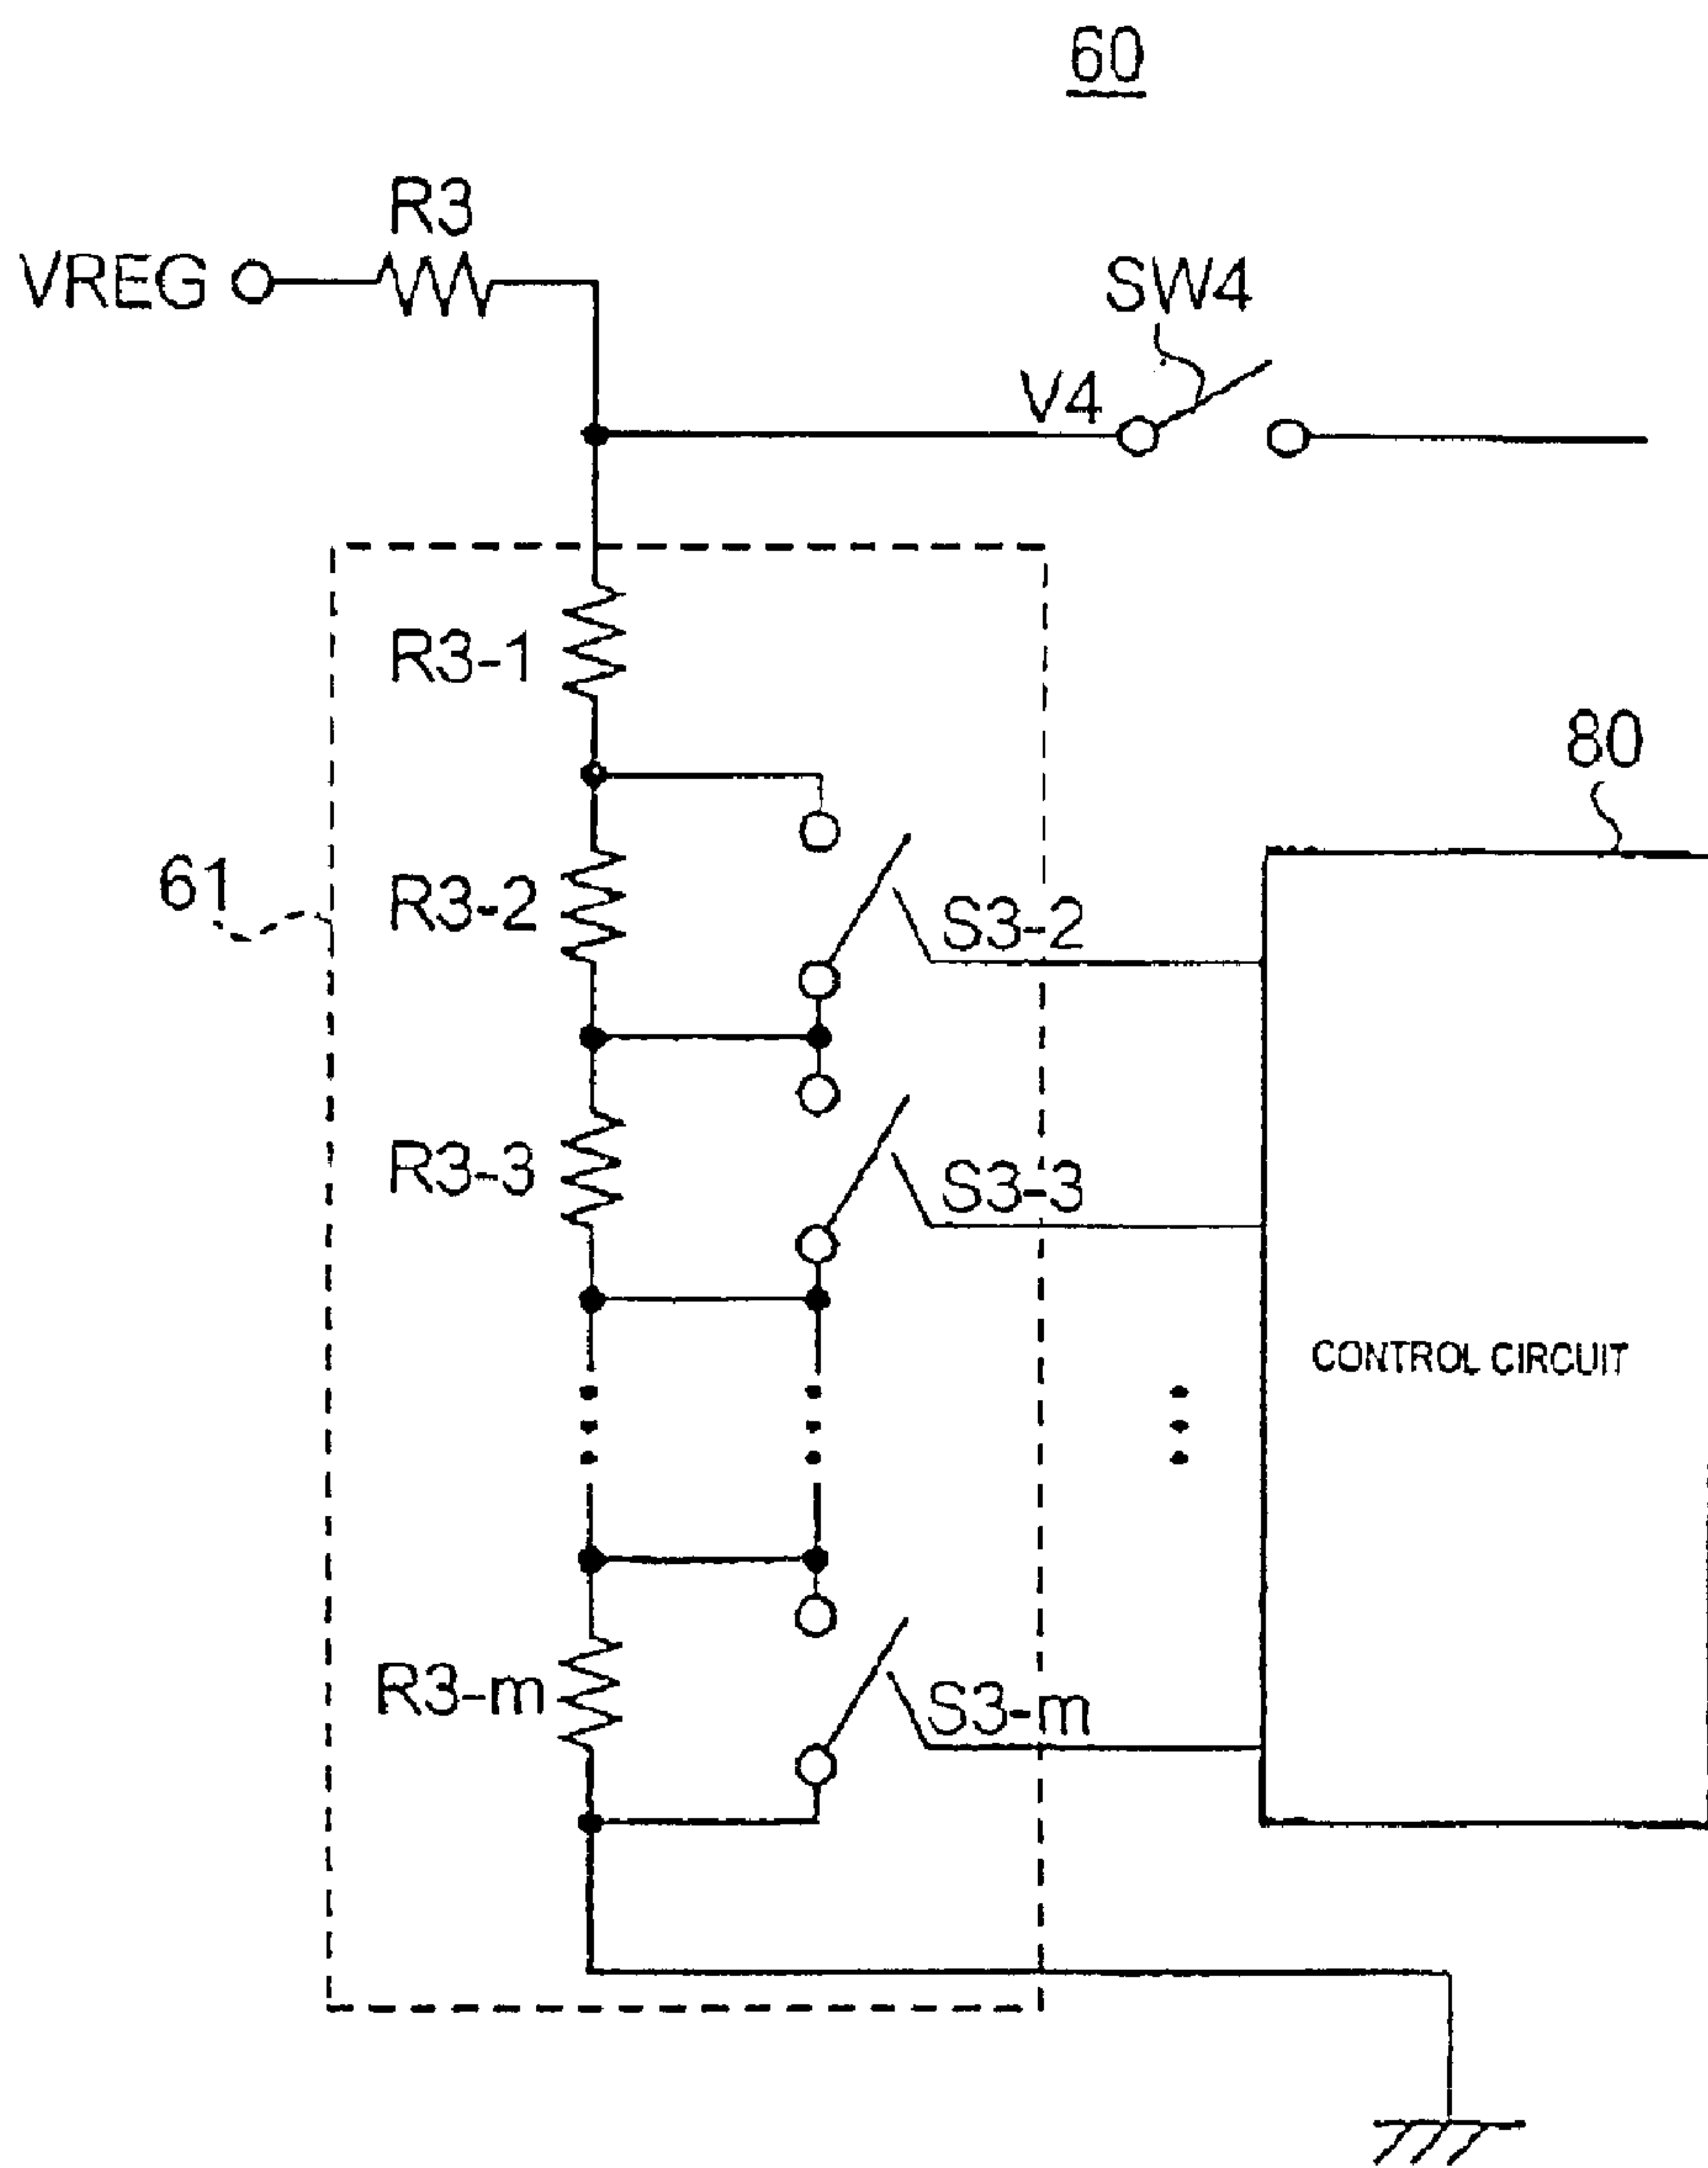 60
R3
VREG
SW4
V4
R3-1
80
61
R3-2
S3-2
R3-3
S3-3
CONTROL CIRCUIT
R3-m
S3-m